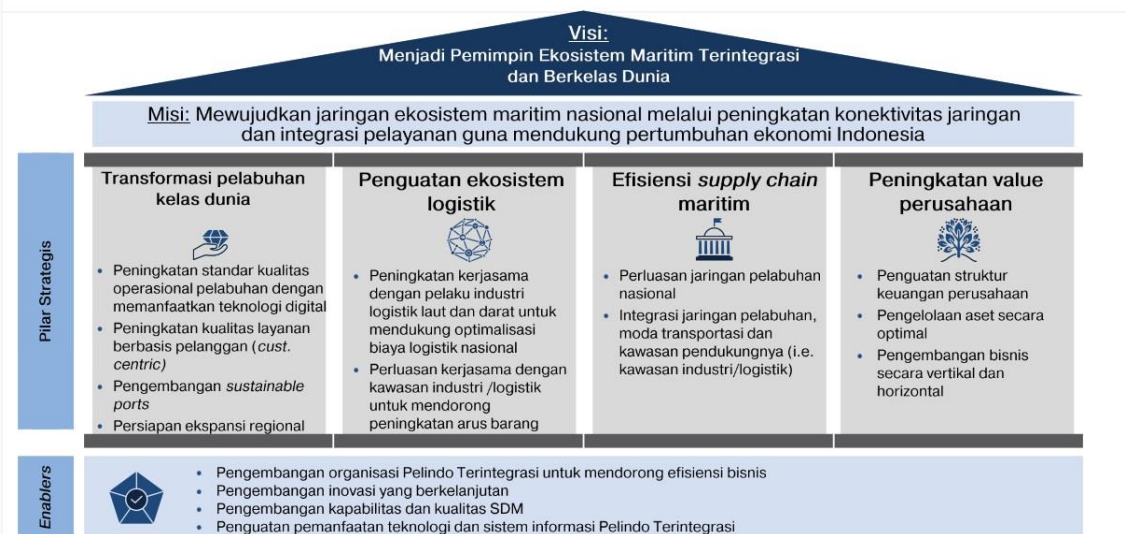 Visi:
Menjadi Pemimpin Ekosistem Maritim Terintegrasi
dan Berkelas Dunia
Misi: Mewujudkan jaringan ekosistem maritim nasional melalui peningkatan konektivitas jaringan
dan integrasi pelayanan guna mendukung pertumbuhan ekonomi Indonesia
Pilar Strategis
Transformasi pelabuhan
kelas dunia
• Peningkatan standar kualitas
operasional pelabuhan dengan
memanfaatkan teknologi digital
• Peningkatan kualitas layanan
berbasis pelanggan (cust.
centric)
• Pengembangan sustainable
ports
• Persiapan ekspansi regional
Penguatan ekosistem
logistik
• Peningkatan kerjasama
dengan pelaku industri
logistik laut dan darat untuk
mendukung optimalisasi
biaya logistik nasional
• Perluasan kerjasama dengan
kawasan industri /logistik
untuk mendorong
peningkatan arus barang
Efisiensi supply chain
maritim
• Perluasan jaringan pelabuhan
nasional
• Integrasi jaringan pelabuhan,
moda transportasi dan
kawasan pendukungnya (i.e.
kawasan industri/logistik)
Peningkatan value
perusahaan
• Penguatan struktur
keuangan perusahaan
• Pengelolaan aset secara
optimal
• Pengembangan bisnis
secara vertikal dan
horizontal
Enablers
• Pengembangan organisasi Pelindo Terintegrasi untuk mendorong efisiensi bisnis
• Pengembangan inovasi yang berkelanjutan
• Pengembangan kapabilitas dan kualitas SDM
• Penguatan pemanfaatan teknologi dan sistem informasi Pelindo Terintegrasi